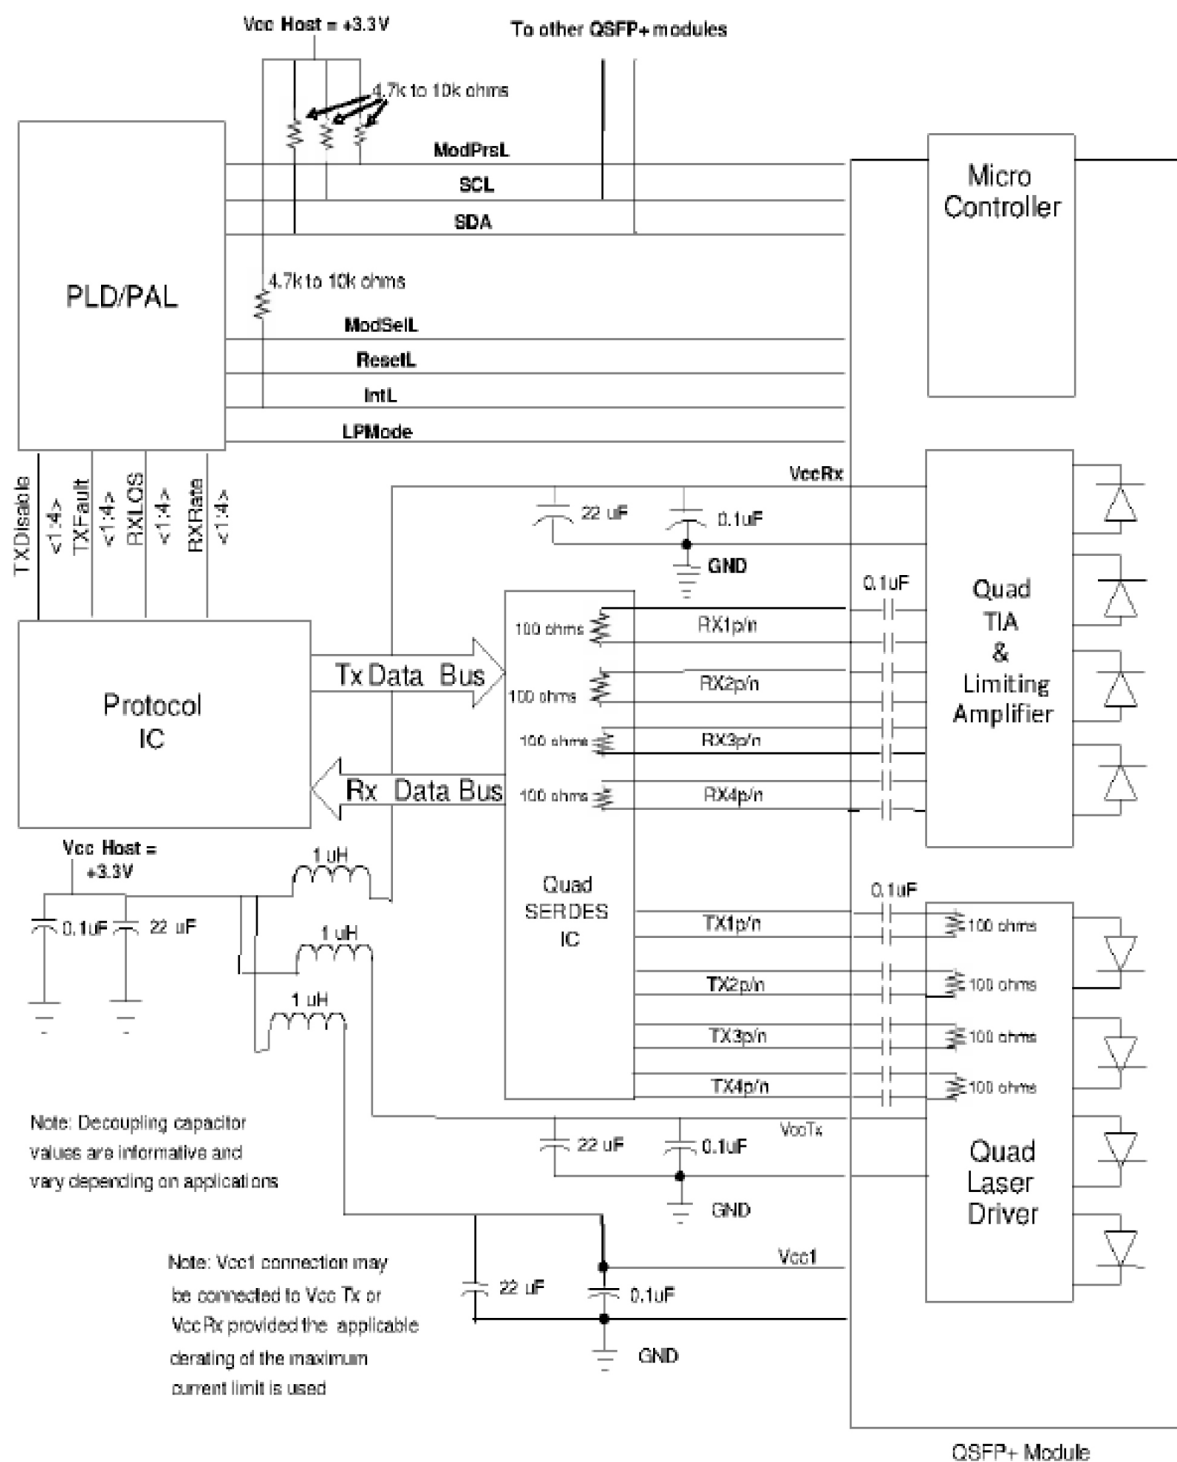 Vcc Host = +3.3V
To other QSFP+ modules
4.7k to 10k ohms
ModPrsL
SCL
SDA
Micro
Controller
PLD/PAL
4.7k to 10k ohms
ModSelL
ResetL
IntL
LPMode
TXDisable
<1:4>
TXFault
<1:4>
RXLOS
<1:4>
RXRate
<1:4>
VccRx
22 uF
0.1uF
GND
0.1uF
Quad
TIA
&
Limiting
Amplifier
100 ohms
RX1p/n
100 ohms
RX2p/n
100 ohms
RX3p/n
100 ohms
RX4p/n
Tx Data Bus
Protocol
IC
Rx Data Bus
Vcc Host =
+3.3V
0.1uF
22 uF
1 uH
1 uH
1 uH
Quad
SERDES
IC
0.1uF
TX1p/n
100 ohms
TX2p/n
100 ohms
TX3p/n
100 ohms
TX4p/n
100 ohms
Note: Decoupling capacitor
values are informative and
vary depending on applications
VccTx
22 uF
0.1uF
GND
Quad
Laser
Driver
Note: Vcc1 connection may
be connected to Vcc Tx or
Vcc Rx provided the applicable
derating of the maximum
current limit is used
Vcc1
22 uF
0.1uF
GND
QSFP+ Module